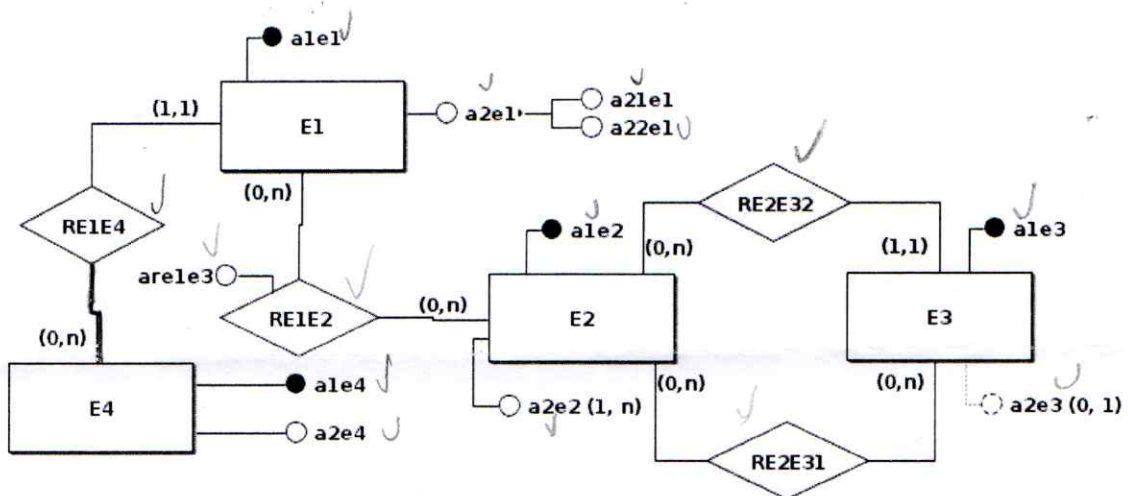 a1e1
a2e1
a21e1
a22e1
(1,1)
E1
(0,n)
RE1E4
RE2E32
a1e2
a1e3
(0,n)
(1,1)
are1e3
RE1E2
(0,n)
E2
E3
(0,n)
E4
a1e4
a2e4
a2e2 (1, n)
(0,n)
(0,n)
a2e3 (0, 1)
RE2E31